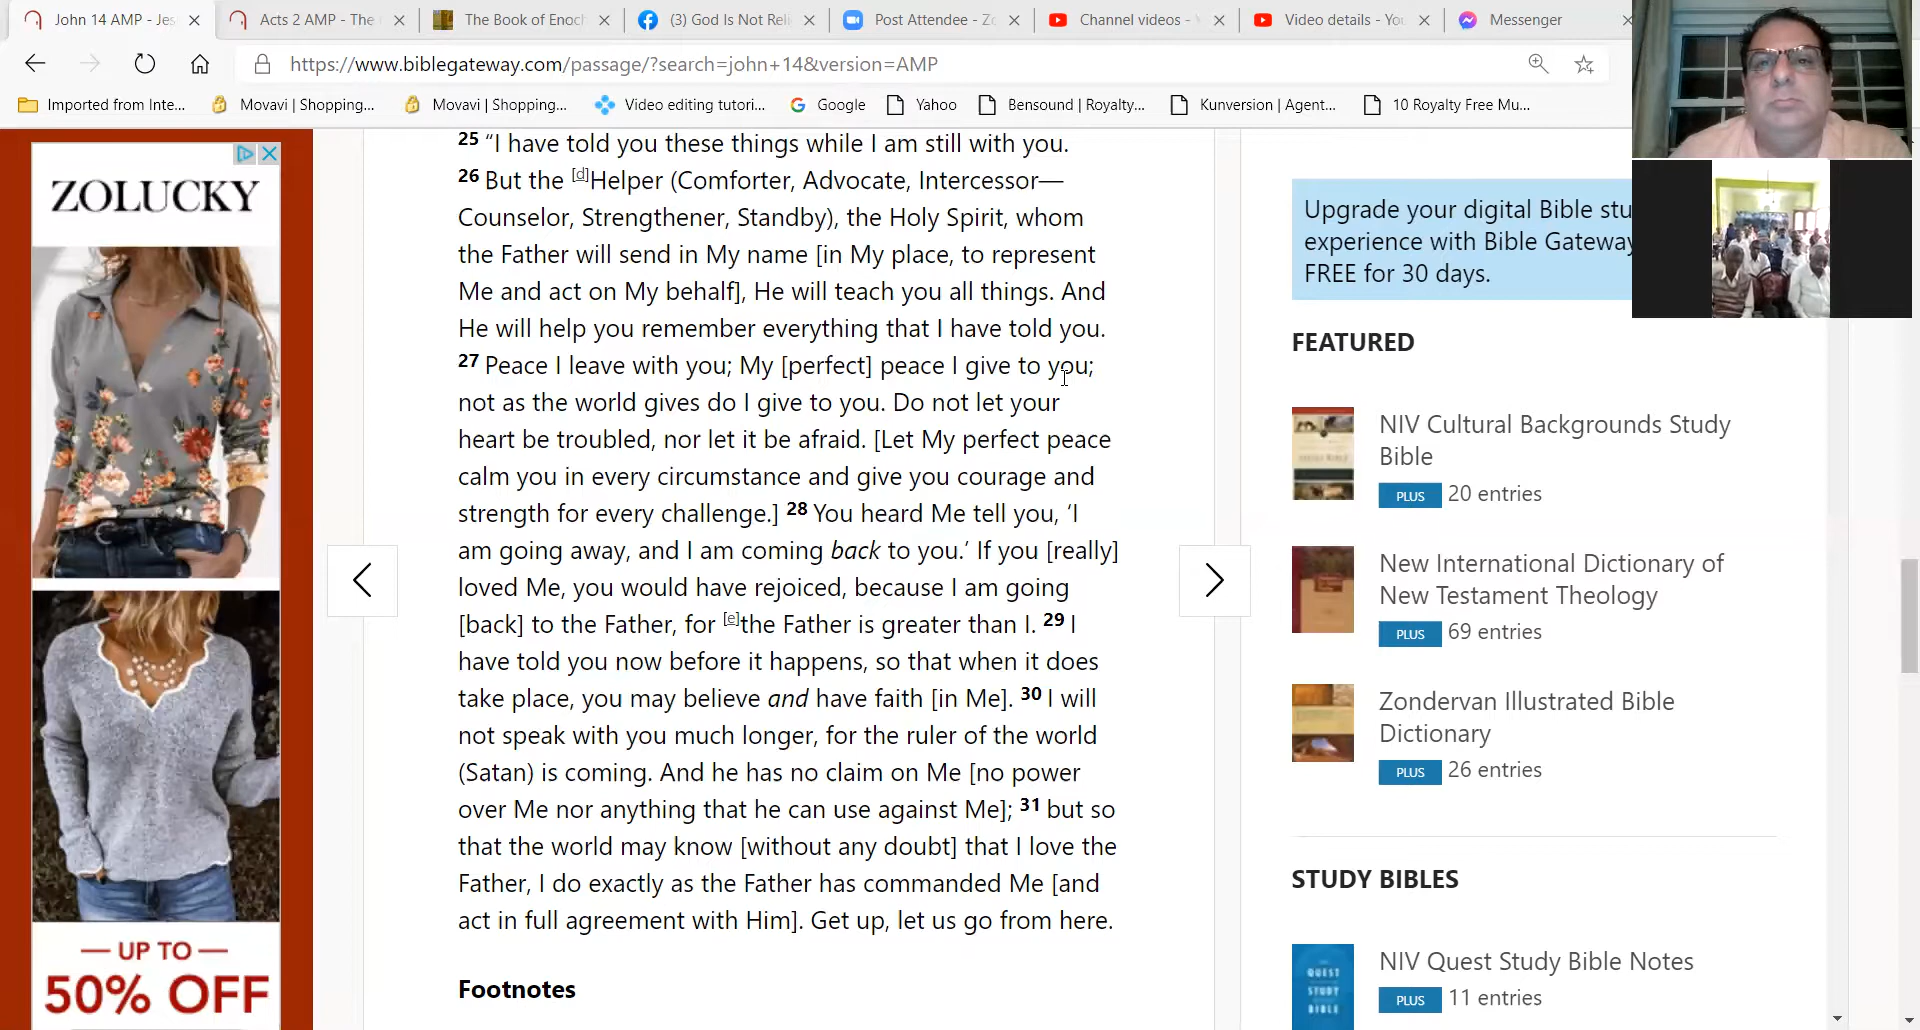 John 14 AMP - Jes
Acts 2 AMP - The
The Book of Enoch
(3) God Is Not Reli
Post Attendee - Zo
Channel videos -
Video details - You
Messenger
https://www.biblegateway.com/passage/?search=john+14&version=AMP
Imported from Inte...
Movavi | Shopping...
Movavi | Shopping...
Video editing tutori...
Google
Yahoo
Bensound | Royalty...
Kunversion | Agent...
10 Royalty Free Mu...
ZOLUCKY
— UP TO —
50% OFF
25 “I have told you these things while I am still with you.
26 But the [d]Helper (Comforter, Advocate, Intercessor—
Counselor, Strengthener, Standby), the Holy Spirit, whom
the Father will send in My name [in My place, to represent
Me and act on My behalf], He will teach you all things. And
He will help you remember everything that I have told you.
27 Peace I leave with you; My [perfect] peace I give to you;
not as the world gives do I give to you. Do not let your
heart be troubled, nor let it be afraid. [Let My perfect peace
calm you in every circumstance and give you courage and
strength for every challenge.] 28 You heard Me tell you, ‘I
am going away, and I am coming back to you.’ If you [really]
loved Me, you would have rejoiced, because I am going
[back] to the Father, for [e]the Father is greater than I. 29 I
have told you now before it happens, so that when it does
take place, you may believe and have faith [in Me]. 30 I will
not speak with you much longer, for the ruler of the world
(Satan) is coming. And he has no claim on Me [no power
over Me nor anything that he can use against Me]; 31 but so
that the world may know [without any doubt] that I love the
Father, I do exactly as the Father has commanded Me [and
act in full agreement with Him]. Get up, let us go from here.
Footnotes
Upgrade your digital Bible stu
experience with Bible Gateway
FREE for 30 days.
FEATURED
NIV Cultural Backgrounds Study
Bible
PLUS 20 entries
New International Dictionary of
New Testament Theology
PLUS 69 entries
Zondervan Illustrated Bible
Dictionary
PLUS 26 entries
STUDY BIBLES
QUEST
STUDY
BIBLE
NIV Quest Study Bible Notes
PLUS 11 entries